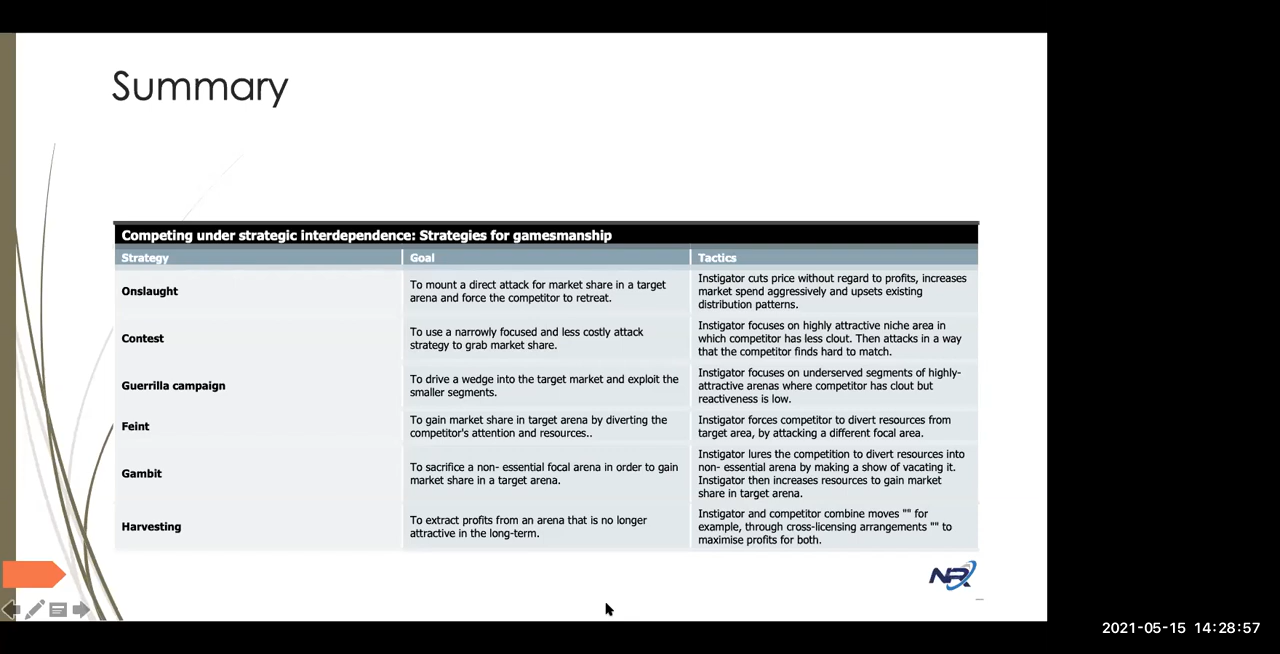 Summary
Competing under strategic interdependence: Strategies for gamesmanship
Strategy Goal Tactics
Onslaught
To mount a direct attack for market share in a target
arena and force the competitor to retreat.
Instigator cuts price without regard to profits, increases
market spend aggressively and upsets existing
distribution patterns.
Contest
To use a narrowly focused and less costly attack
strategy to grab market share.
Instigator focuses on highly attractive niche area in
which competitor has less clout. Then attacks in a way
that the competitor finds hard to match.
Guerrilla campaign
To drive a wedge into the target market and exploit the
smaller segments.
Instigator focuses on underserved segments of highly-
attractive arenas where competitor has clout but
reactiveness is low.
Feint
To gain market share in target arena by diverting the
competitor's attention and resources..
Instigator forces competitor to divert resources from
target area, by attacking a different focal area.
Gambit
To sacrifice a non- essential focal arena in order to gain
market share in a target arena.
Instigator lures the competition to divert resources into
non- essential arena by making a show of vacating it.
Instigator then increases resources to gain market
share in target arena.
Harvesting
To extract profits from an arena that is no longer
attractive in the long-term.
Instigator and competitor combine moves "" for
example, through cross-licensing arrangements "" to
maximise profits for both.
2021-05-15 14:28:57